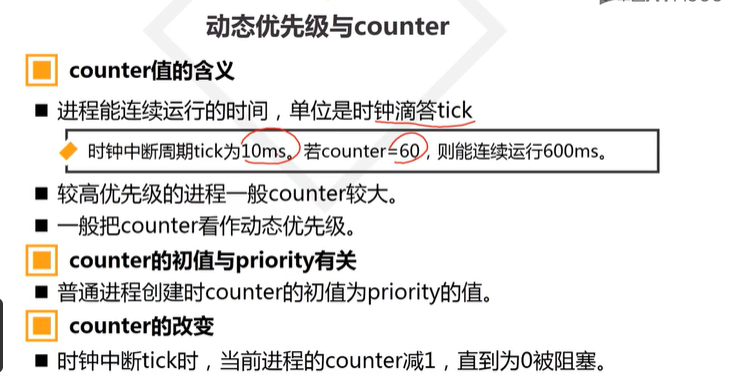 动态优先级与counter
counter值的含义
进程能连续运行的时间，单位是时钟滴答tick
时钟中断周期tick为10ms。若counter=60，则能连续运行600ms。
较高优先级的进程一般counter较大。
一般把counter看作动态优先级。
counter的初值与priority有关
普通进程创建时counter的初值为priority的值。
counter的改变
时钟中断tick时，当前进程的counter减1，直到为0被阻塞。